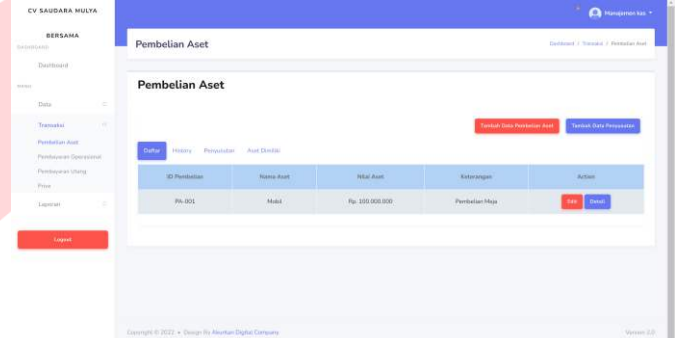 CV SAUDARA MULYA
BERSAMA
DASHBOARD
Dashboard
MENU
Data
Transaksi
Pembelian Aset
Pembayaran Operasional
Pembayaran Utang
Prive
Laporan
Logout
Manajemen kas
Pembelian Aset
Dashboard / Transaksi / Pembelian Aset
Pembelian Aset
Tambah Data Pembelian Aset
Tambah Data Penyusutan
Daftar History Penyusutan Aset Dimiliki
ID Pembelian Nama Aset Nilai Aset Keterangan Action
PA-001 Mobil Rp. 100.000.000 Pembelian Meja Edit Detail
Copyright © 2022 • Design By Akuntan Digital Company
Version 2.0